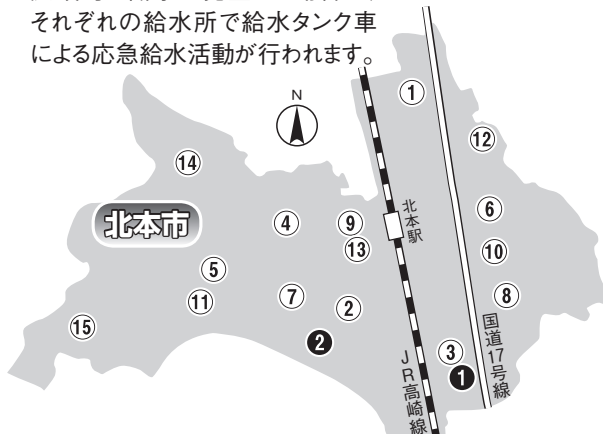 それぞれの給水所で給水タンク車
による応急給水活動が行われます。
N
①
⑫
⑭
北本市
④
⑨
北本駅
⑥
⑬
⑩
⑤
⑪
⑦
②
⑧
⑮
❷
③
❶
国道17号線
JR高崎線